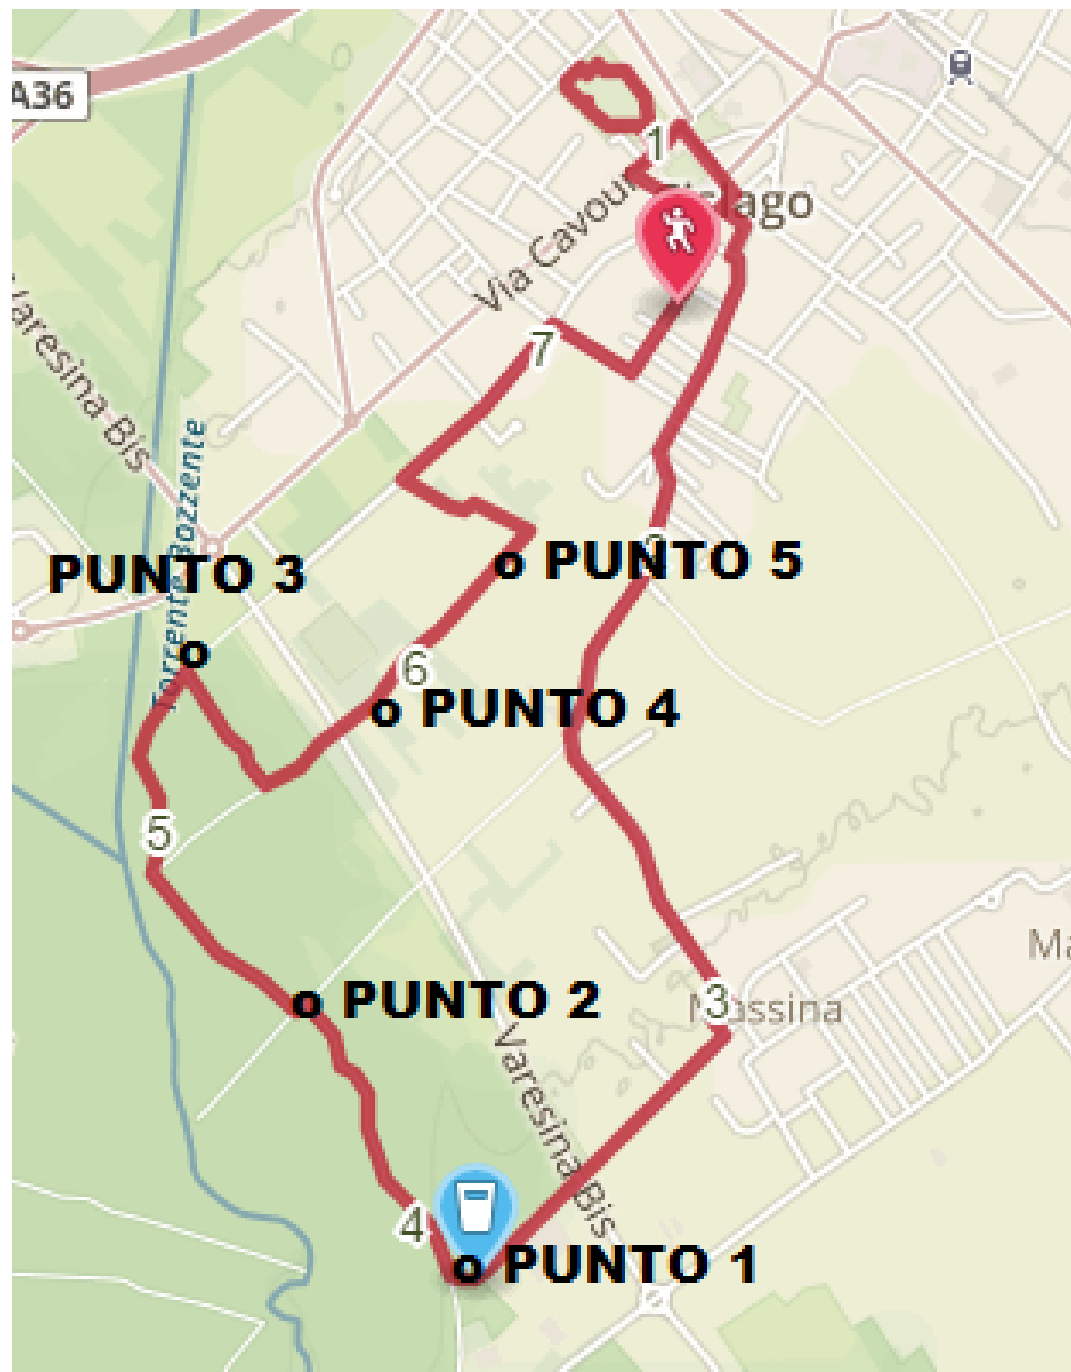 A36
1
Via Cavour
7
Varesina Bis
Torrente Bozzente
PUNTO 3
o PUNTO 5
o
6
o PUNTO 4
5
Ma
3
Massina
o PUNTO 2
Varesina Bis
4
o PUNTO 1